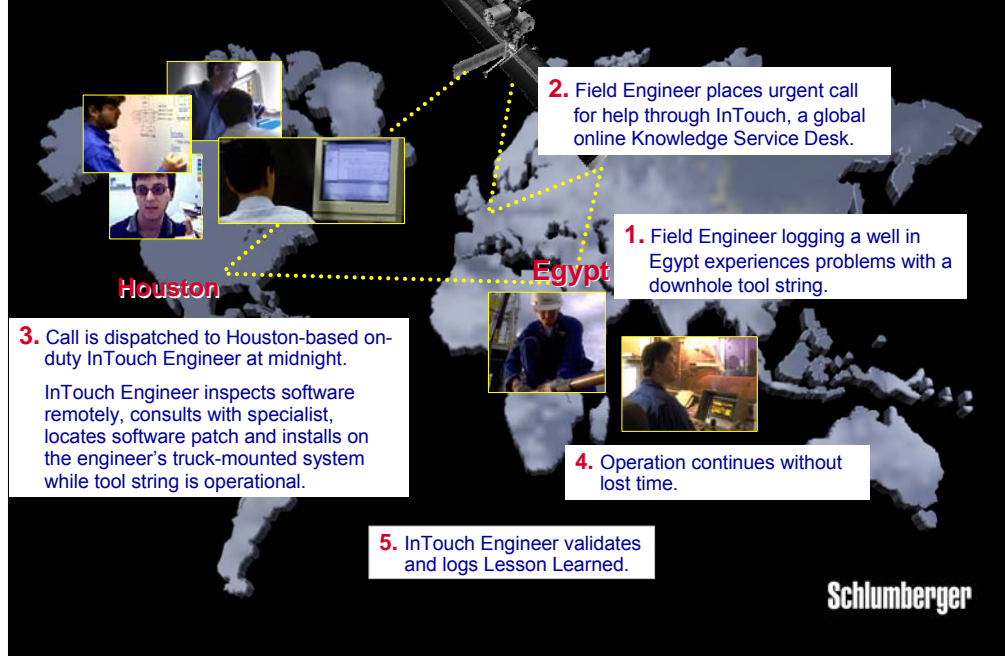 2. Field Engineer places urgent call
for help through InTouch, a global
online Knowledge Service Desk.
1. Field Engineer logging a well in
Egypt experiences problems with a
downhole tool string.
Houston
Egypt
3. Call is dispatched to Houston-based on-
duty InTouch Engineer at midnight.
InTouch Engineer inspects software
remotely, consults with specialist,
locates software patch and installs on
the engineer's truck-mounted system
while tool string is operational.
4. Operation continues without
lost time.
5. InTouch Engineer validates
and logs Lesson Learned.
Schlumberger